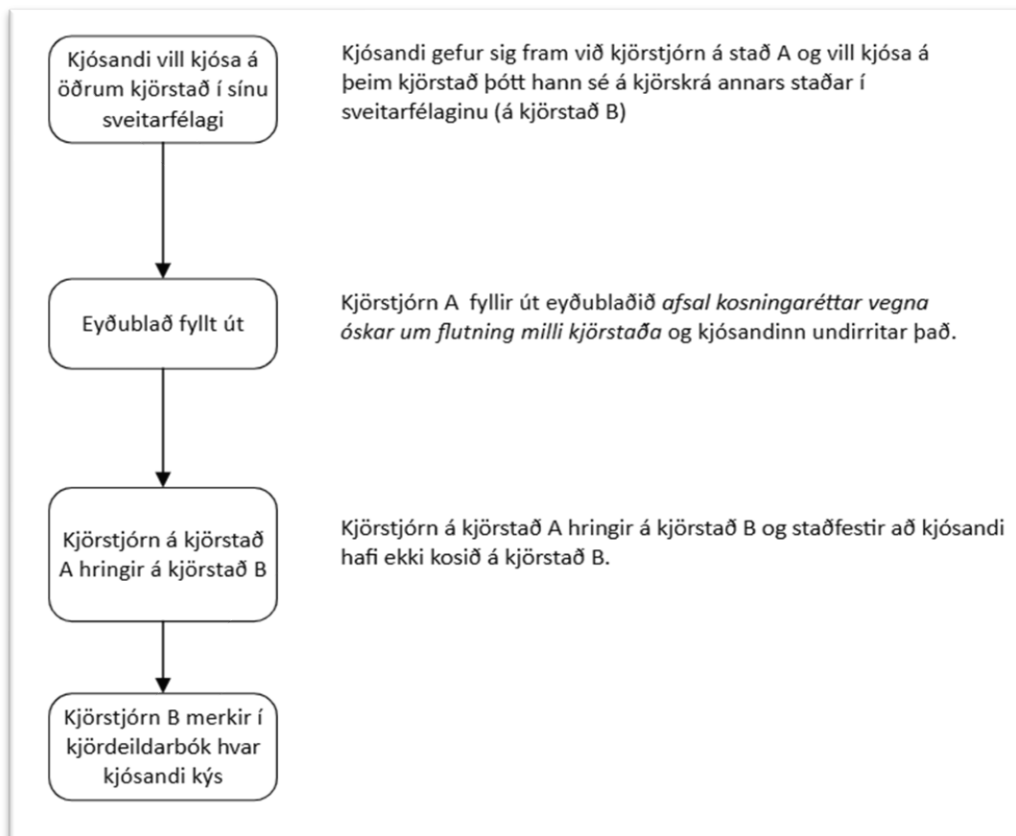 Kjósandi vill kjósa á
öðrum kjörstað í sínu
sveitarfélagi
Kjósandi gefur sig fram við kjörstjórn á stað A og vill kjósa á
þeim kjörstað þótt hann sé á kjörskrá annars staðar í
sveitarfélaginu (á kjörstað B)
Eyðublað fyllt út
Kjörstjórn A fyllir út eyðublaðið afsal kosningaréttar vegna
óskar um flutning milli kjörstaða og kjósandinn undirritar það.
Kjörstjórn á kjörstað
A hringir á kjörstað B
Kjörstjórn á kjörstað A hringir á kjörstað B og staðfestir að kjósandi
hafi ekki kosið á kjörstað B.
Kjörstjórn B merkir í
kjördeildarbók hvar
kjósandi kýs